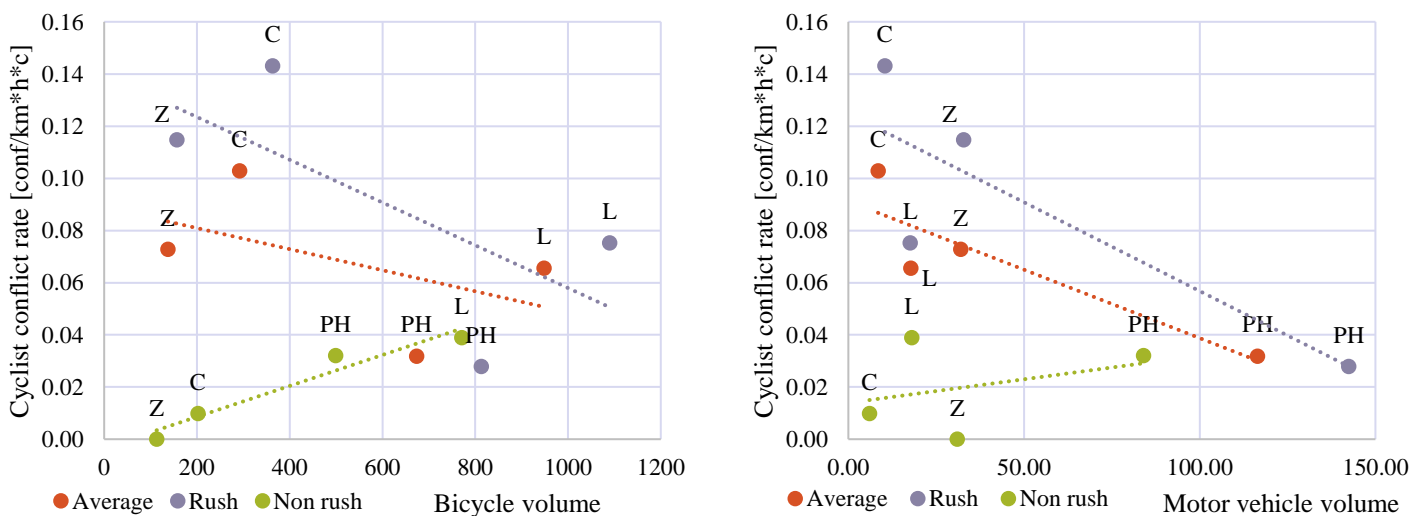 Cyclist conflict rate [conf/km*h*c]
0.16
0.14
0.12
0.10
0.08
0.06
0.04
0.02
0.00
C
Z
C
Z
L
L
L
PH
PH
PH
C
Z
0
200
400
600
800
1000
1200
Average
Rush
Non rush
Bicycle volume
Cyclist conflict rate [conf/km*h*c]
0.16
0.14
0.12
0.10
0.08
0.06
0.04
0.02
0.00
C
Z
C
L
Z
L
L
PH
PH
PH
C
Z
0.00
50.00
100.00
150.00
Average
Rush
Non rush
Motor vehicle volume